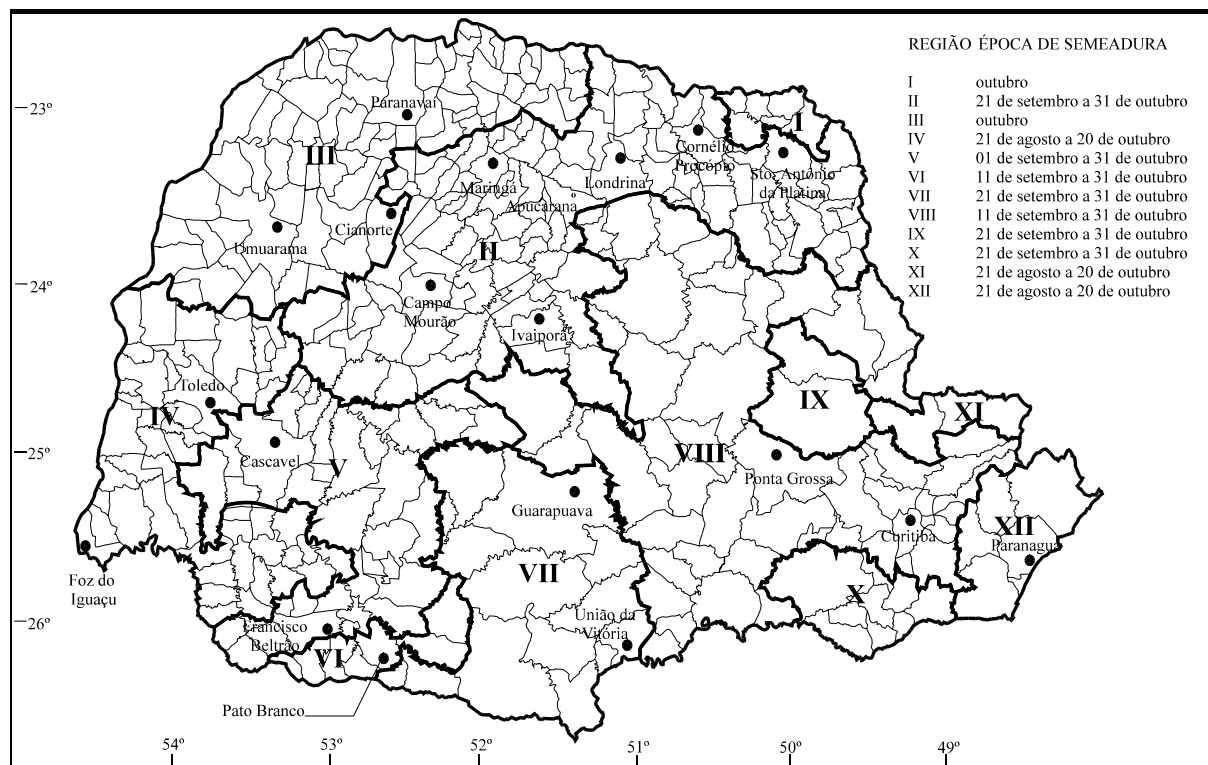 REGIÃO ÉPOCA DE SEMEADURA
I outubro
II 21 de setembro a 31 de outubro
III outubro
IV 21 de agosto a 20 de outubro
V 01 de setembro a 31 de outubro
VI 11 de setembro a 31 de outubro
VII 21 de setembro a 31 de outubro
VIII 11 de setembro a 31 de outubro
IX 21 de setembro a 31 de outubro
X 21 de setembro a 31 de outubro
XI 21 de agosto a 20 de outubro
XII 21 de agosto a 20 de outubro
23º
24º
25º
26º
Paranavaí
I
III
Cornélio
Procópio
Maringá
Londrina
Sto. Antônio
da Platina
Apucarana
Cianorte
Umuarama
II
Campo
Mourão
Ivaiporã
Toledo
IV
IX
XI
Cascavel
V
VIII
Ponta Grossa
Guarapuava
Curitiba
XII
Paranaguá
Foz do
Iguaçu
VII
X
União da
Vitória
Francisco
Beltrão
VI
Pato Branco
54º
53º
52º
51º
50º
49º